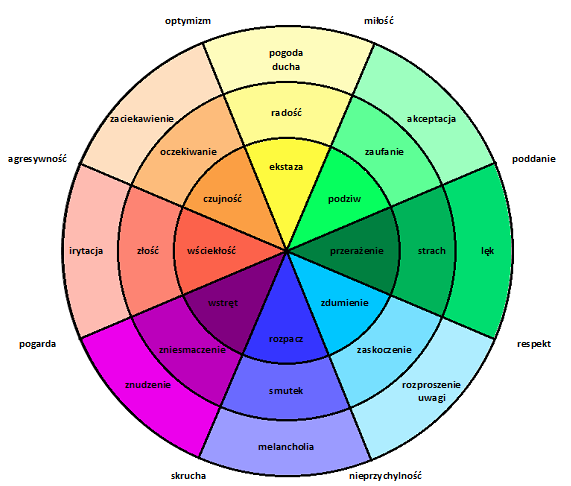 optymizm
miłość
pogoda
ducha
zaciekawienie
radość
akceptacja
oczekiwanie
zaufanie
agresywność
poddanie
ekstaza
czujność
podziw
irytacja
złość
wściekłość
przerażenie
strach
lęk
wstręt
zdumienie
pogarda
rozpacz
respekt
zniesmaczenie
zaskoczenie
znudzenie
smutek
rozproszenie
uwagi
melancholia
skrucha
nieprzychylność